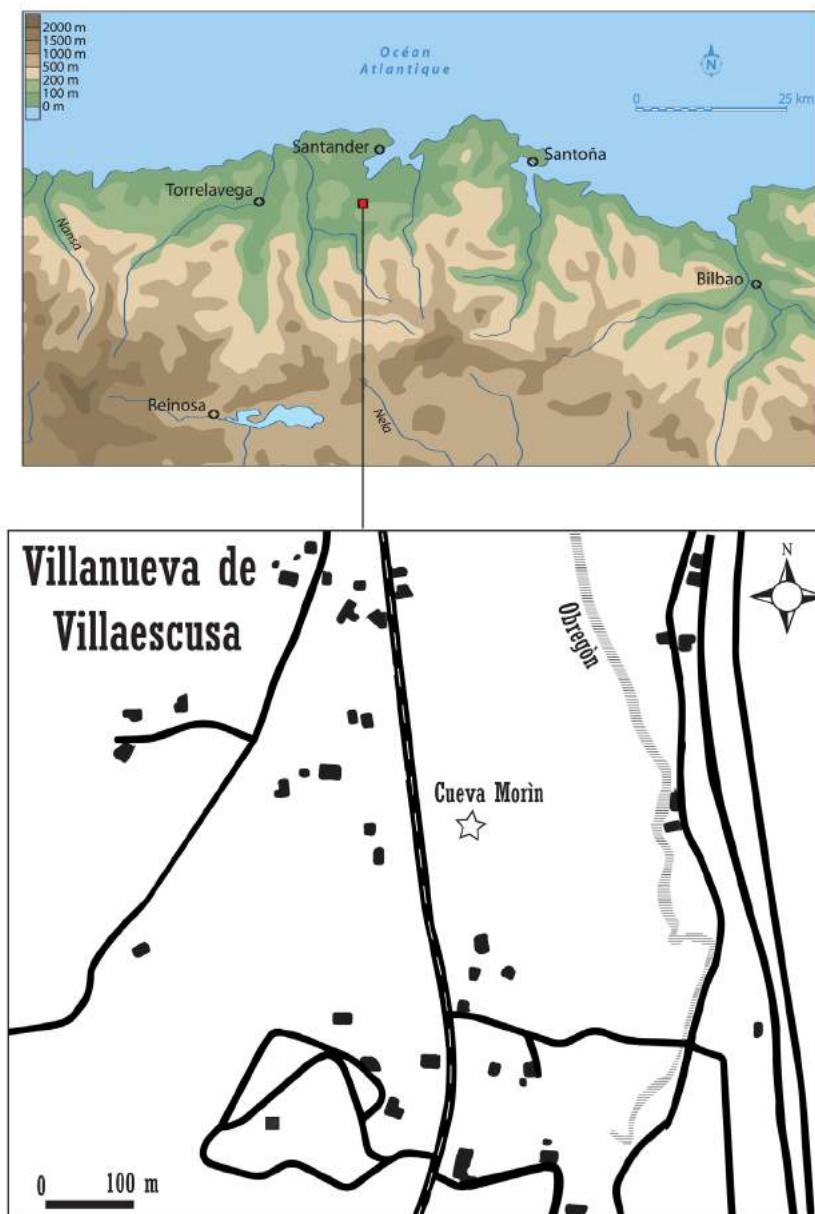 2000 m
1500 m
1000 m
500 m
200 m
100 m
0 m
Océan
Atlantique
N
0 25 km
Santander
Santoña
Torrelavega
Nansa
Bilbao
Reinosa
Nela
Villanueva de
Villaescusa
N
Obregòn
Cueva Morìn
0 100 m